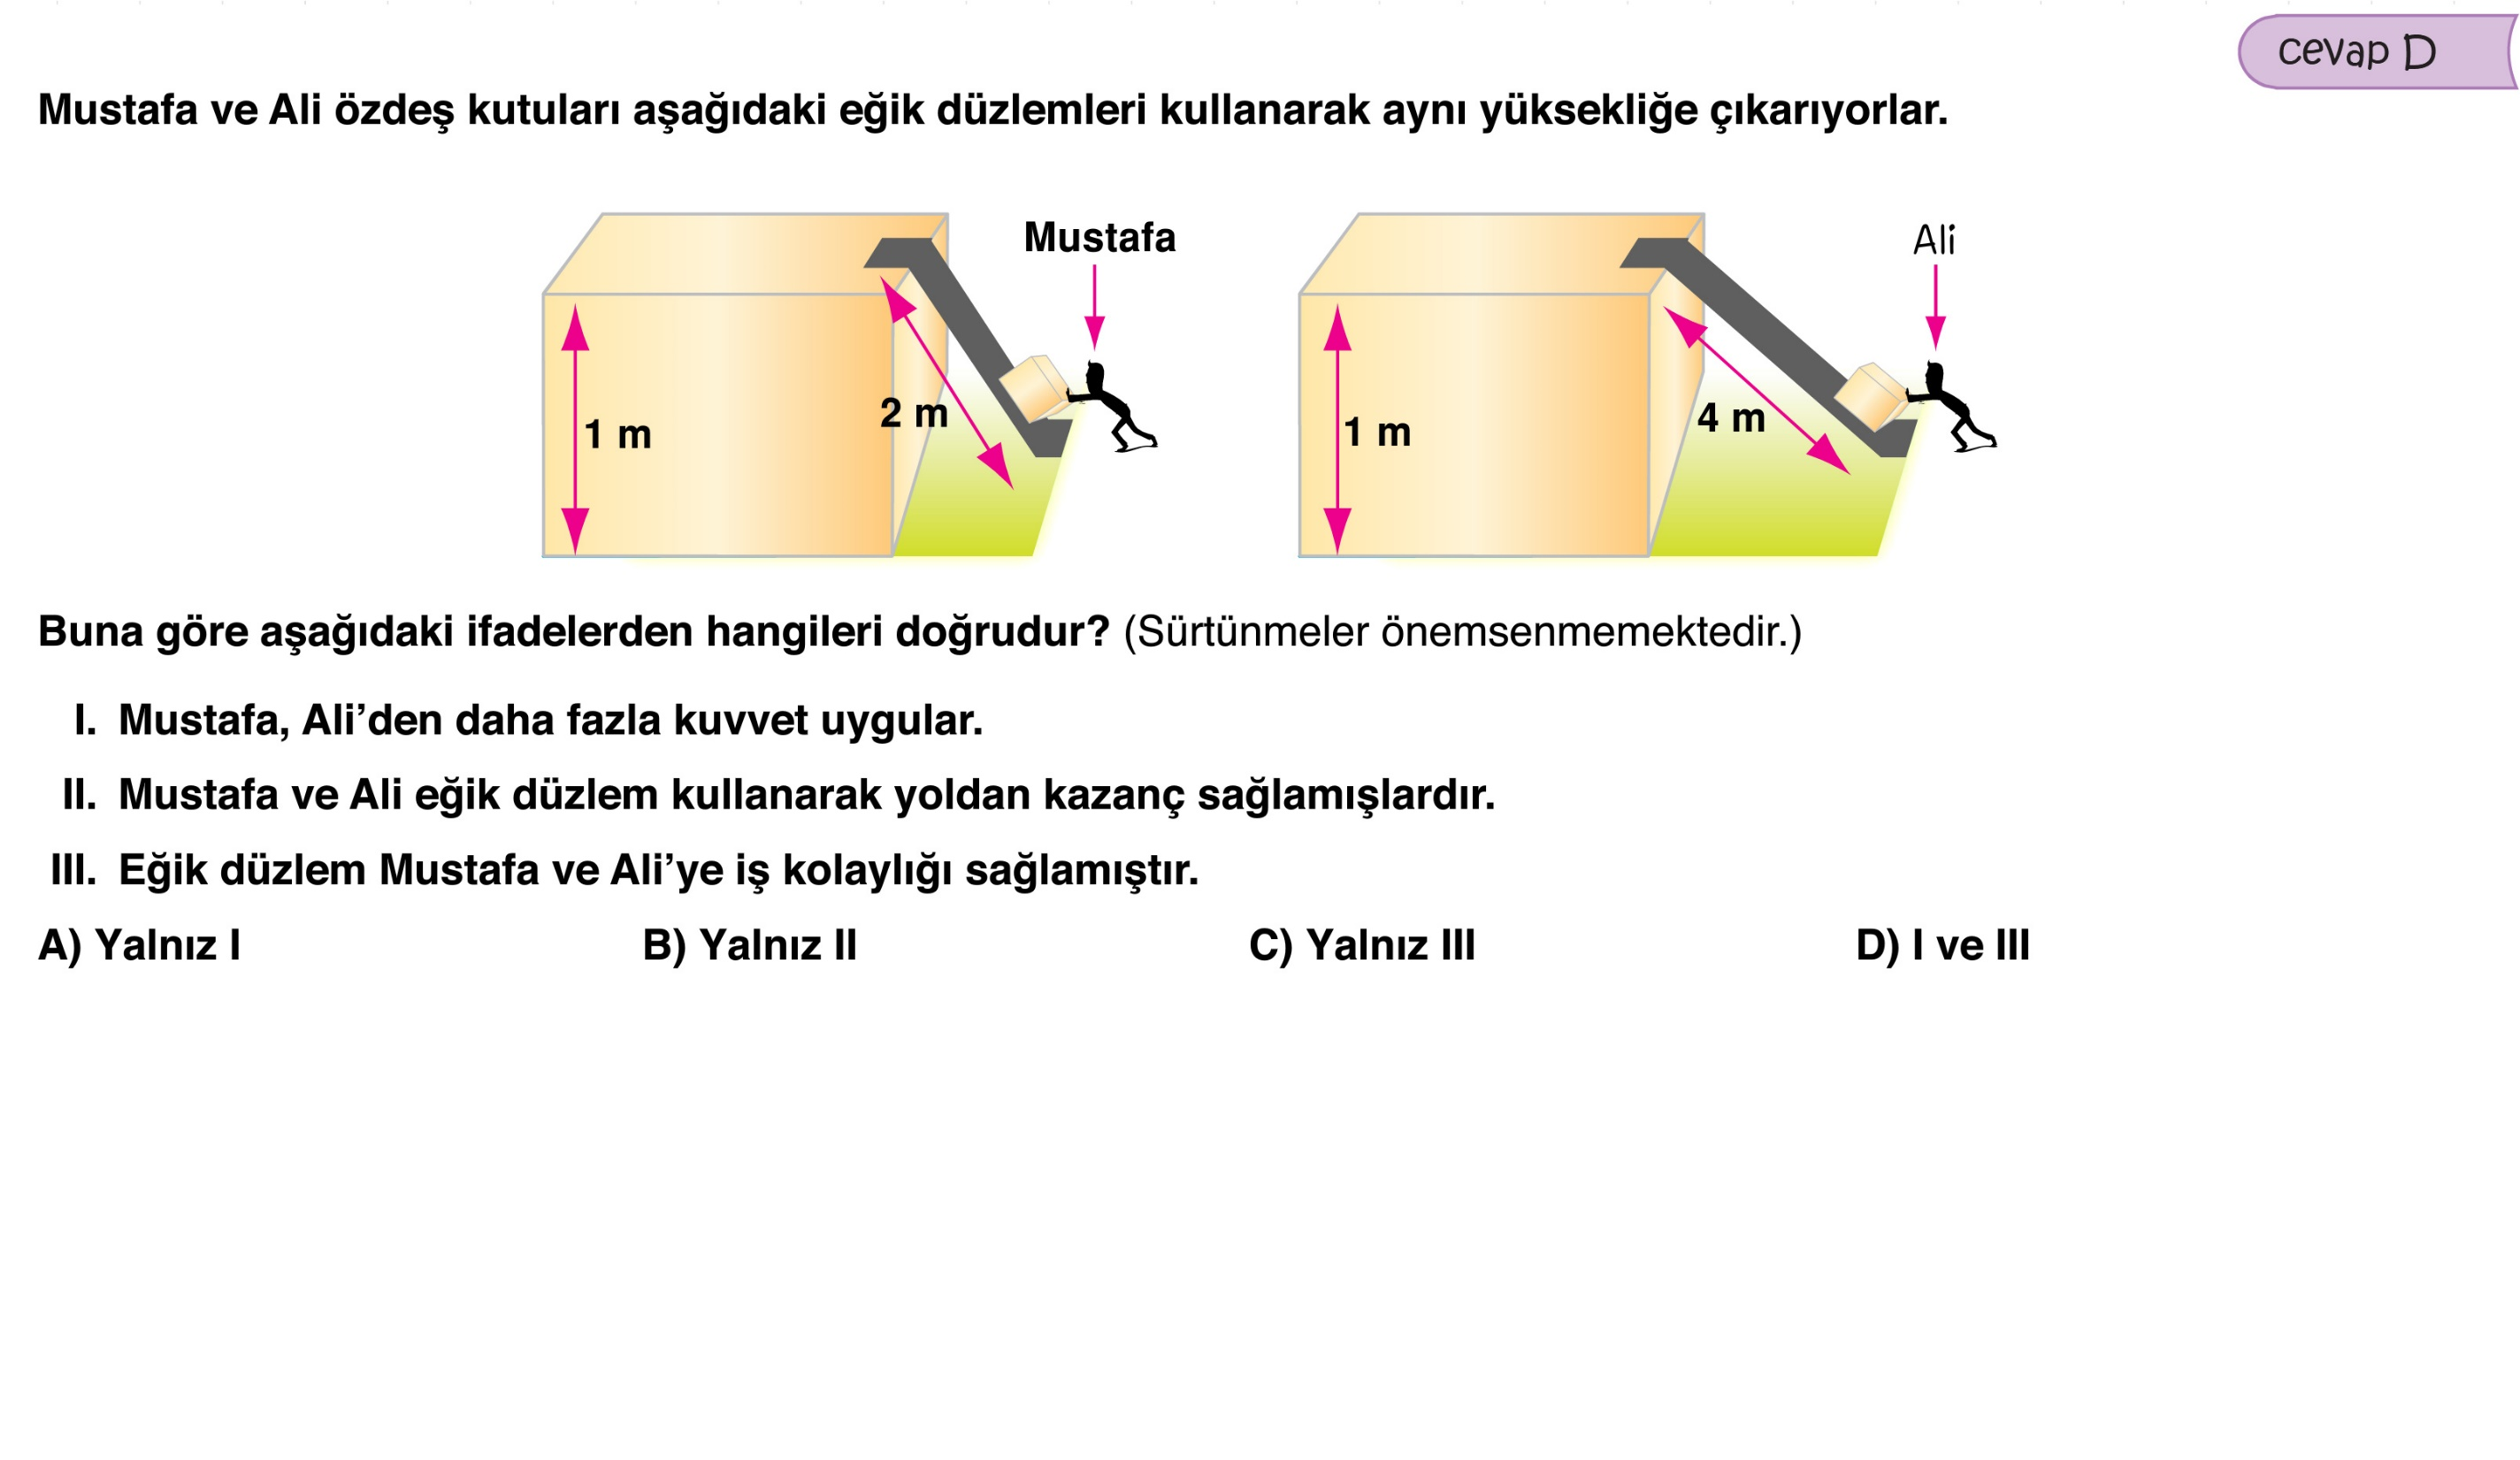 cevap D
Mustafa ve Ali özdeş kutuları aşağıdaki eğik düzlemleri kullanarak aynı yüksekliğe çıkarıyorlar.
Mustafa
Ali
1 m
2 m
1 m
4 m
Buna göre aşağıdaki ifadelerden hangileri doğrudur? (Sürtünmeler önemsenmemektedir.)
I. Mustafa, Ali’den daha fazla kuvvet uygular.
II. Mustafa ve Ali eğik düzlem kullanarak yoldan kazanç sağlamışlardır.
III. Eğik düzlem Mustafa ve Ali’ye iş kolaylığı sağlamıştır.
A) Yalnız I B) Yalnız II C) Yalnız III D) I ve III